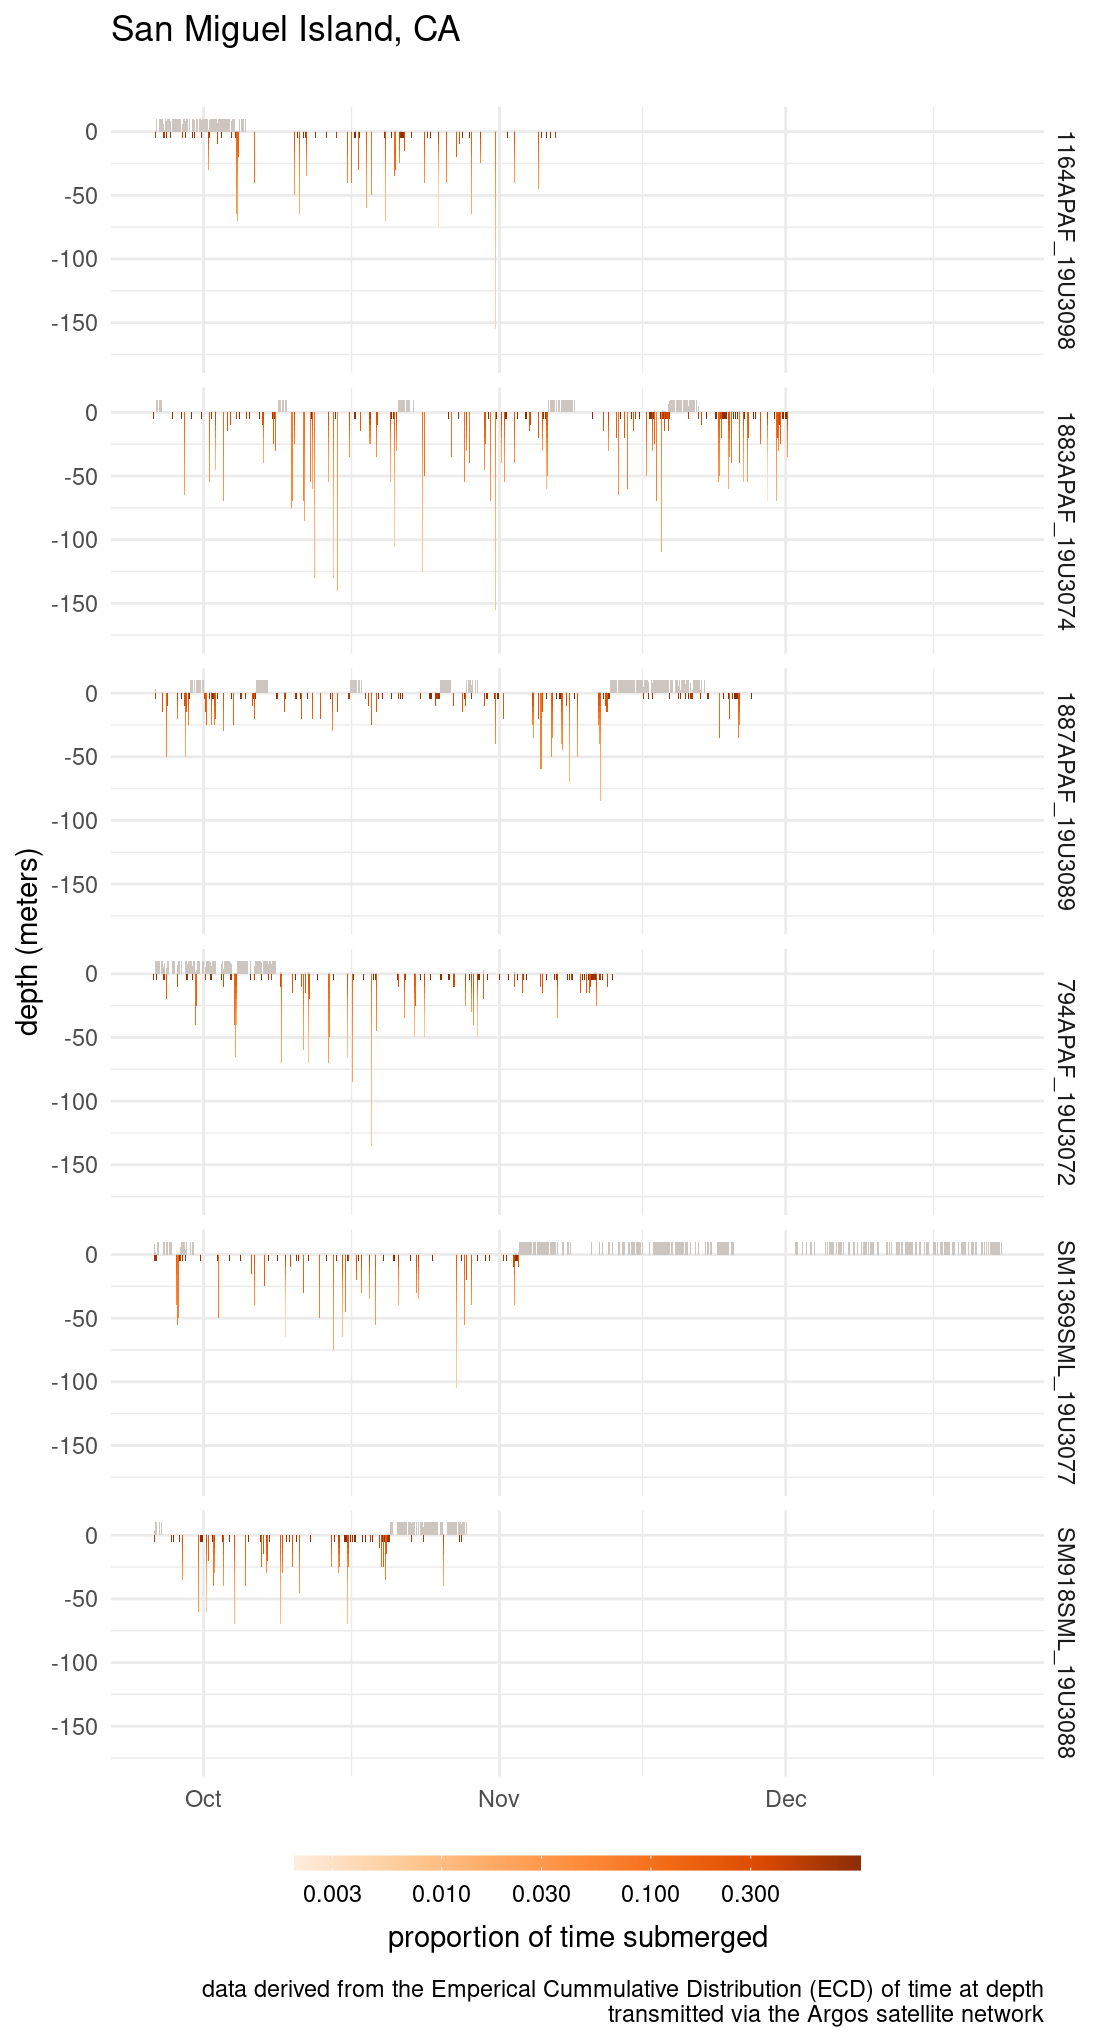 San Miguel Island, CA
0
-50
-100
-150
1164APAF_19U3098
0
-50
-100
-150
1883APAF_19U3074
0
-50
-100
-150
1887APAF_19U3089
0
-50
-100
-150
794APAF_19U3072
0
-50
-100
-150
SM1369SML_19U3077
0
-50
-100
-150
SM918SML_19U3088
depth (meters)
Oct Nov Dec
0.003 0.010 0.030 0.100 0.300
proportion of time submerged
data derived from the Emperical Cummulative Distribution (ECD) of time at depth
transmitted via the Argos satellite network